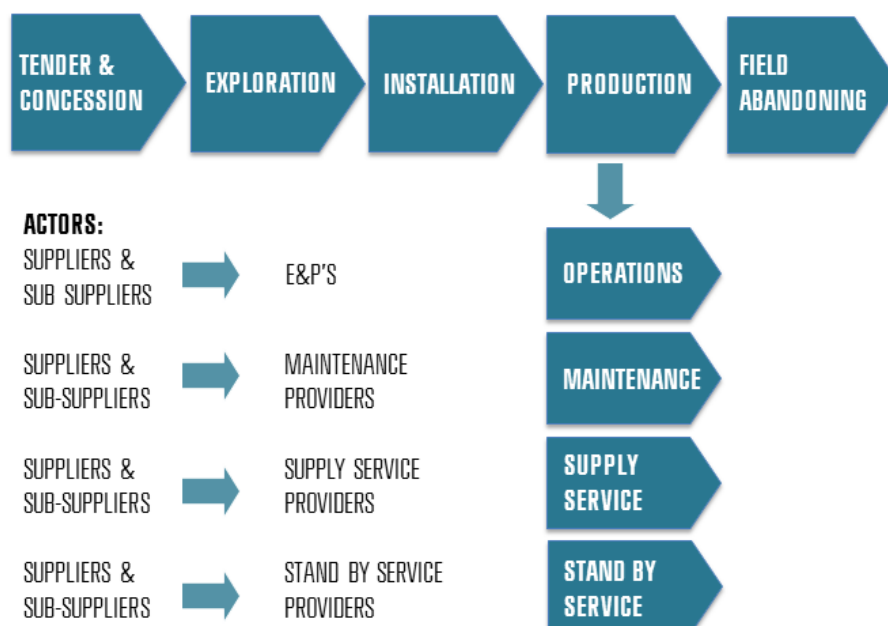 TENDER &
CONCESSION
EXPLORATION
INSTALLATION
PRODUCTION
FIELD
ABANDONING
ACTORS:
SUPPLIERS &
SUB SUPPLIERS
E&P'S
OPERATIONS
SUPPLIERS &
SUB-SUPPLIERS
MAINTENANCE
PROVIDERS
MAINTENANCE
SUPPLIERS &
SUB-SUPPLIERS
SUPPLY SERVICE
PROVIDERS
SUPPLY
SERVICE
SUPPLIERS &
SUB-SUPPLIERS
STAND BY SERVICE
PROVIDERS
STAND BY
SERVICE